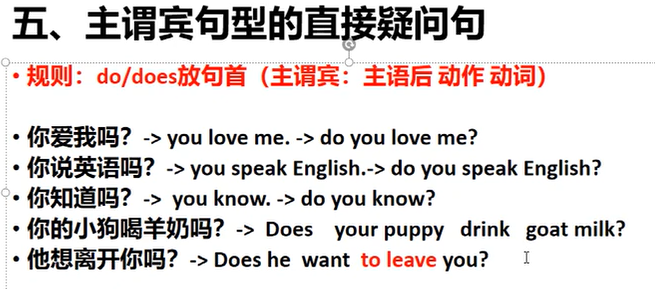 五、主谓宾句型的直接疑问句
• 规则：do/does放句首（主谓宾：主语后 动作 动词）
• 你爱我吗？-> you love me. -> do you love me?
• 你说英语吗？-> you speak English.-> do you speak English?
• 你知道吗？-> you know. -> do you know?
• 你的小狗喝羊奶吗？-> Does your puppy drink goat milk?
• 他想离开你吗？-> Does he want to leave you?